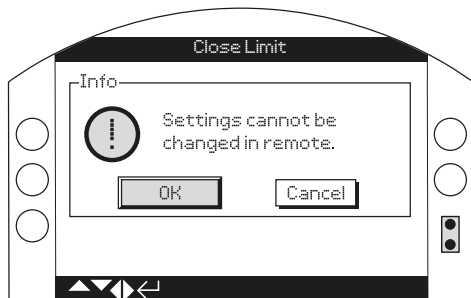 Close Limit
Info
Settings cannot be
changed in remote.
OK
Cancel